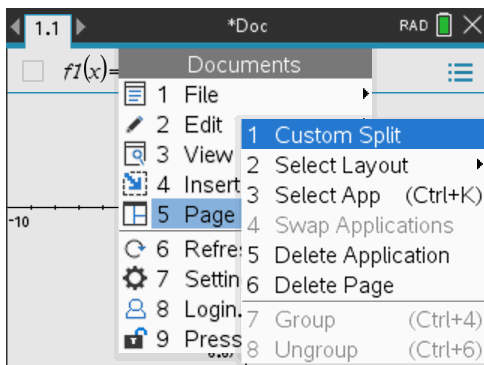 1.1 *Doc RAD
f1(x)=
Documents
1 File
2 Edit
3 View
4 Insert
5 Page
6 Refre
7 Settin
8 Login.
9 Press
1 Custom Split
2 Select Layout
3 Select App (Ctrl+K)
4 Swap Applications
5 Delete Application
6 Delete Page
7 Group (Ctrl+4)
8 Ungroup (Ctrl+6)
-10